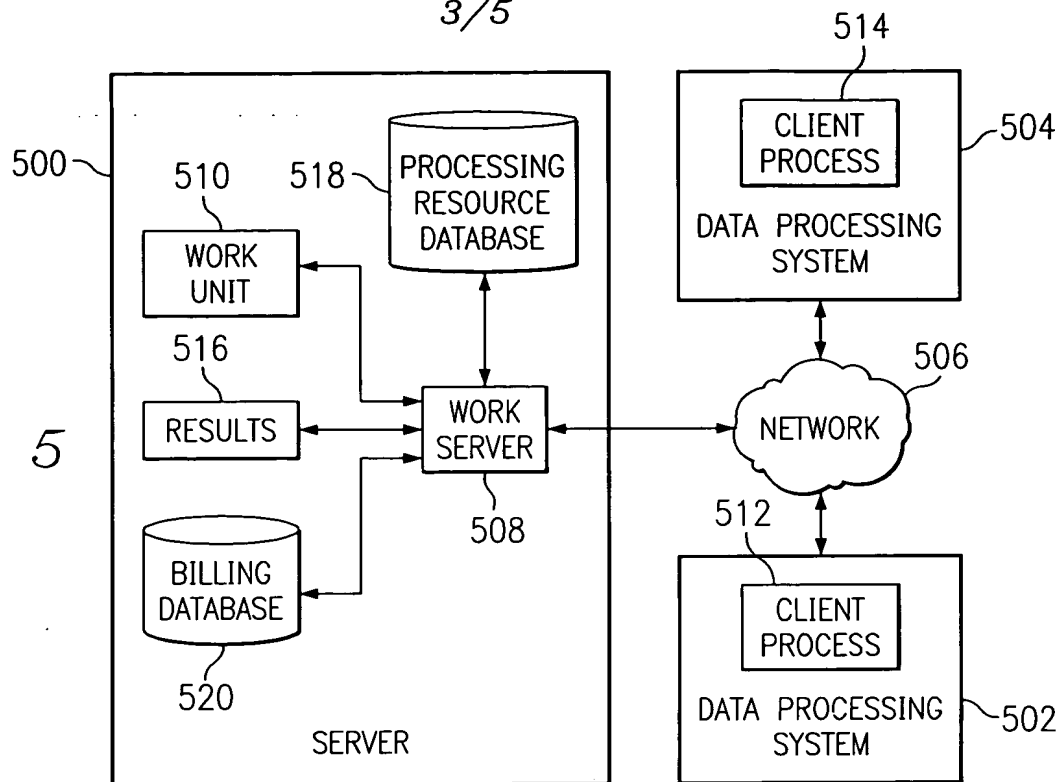 3/5
514
CLIENT
PROCESS
504
DATA PROCESSING
SYSTEM
500
510
WORK
UNIT
518
PROCESSING
RESOURCE
DATABASE
516
RESULTS
WORK
SERVER
508
506
NETWORK
5
BILLING
DATABASE
520
SERVER
512
CLIENT
PROCESS
DATA PROCESSING
SYSTEM
502